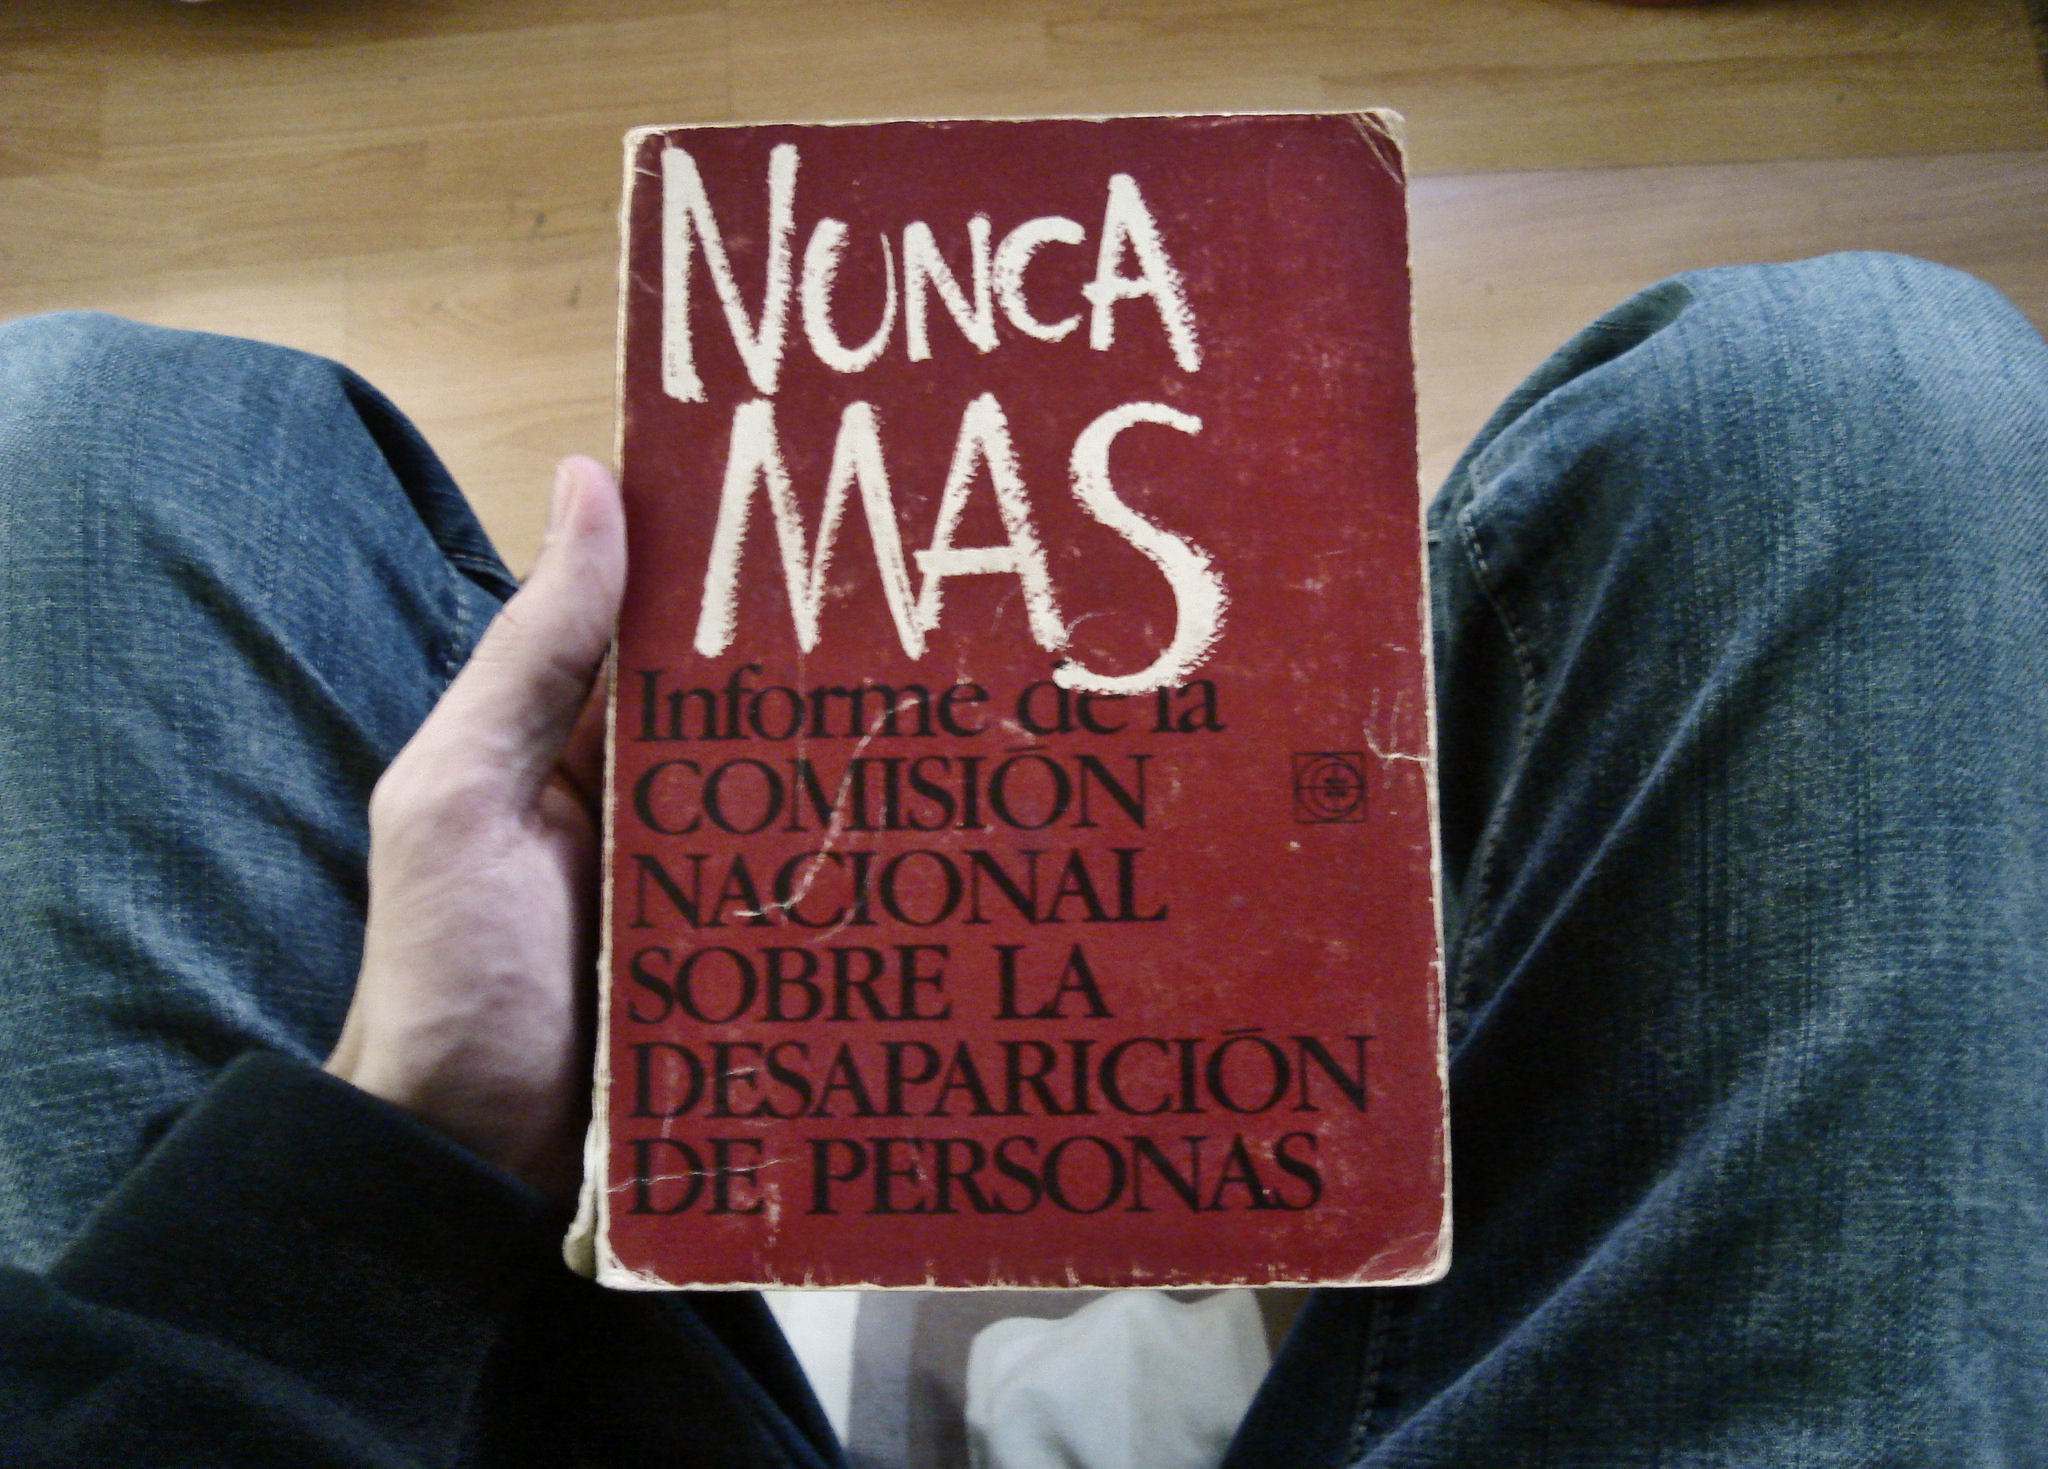 NUNCA
MAS
Informe de la
COMISIÓN
NACIONAL
SOBRE LA
DESAPARICIÓN
DE PERSONAS